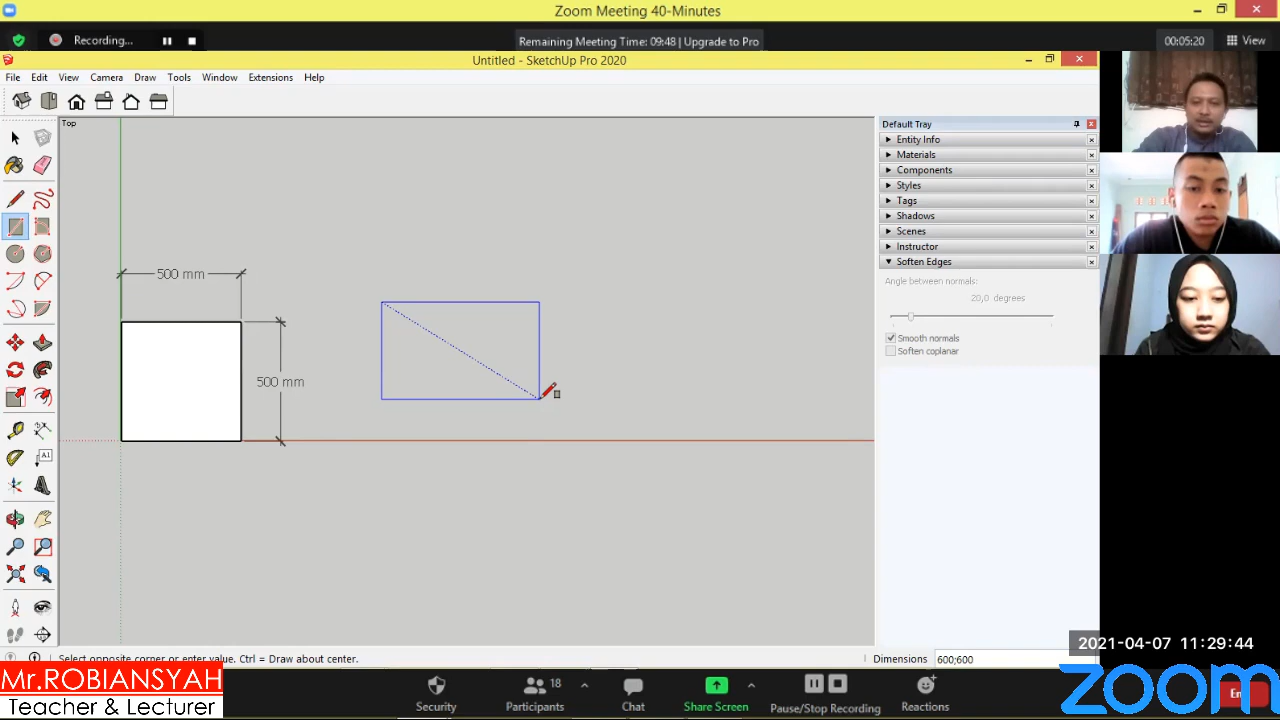 Zoom Meeting 40-Minutes
Recording...
Remaining Meeting Time: 09:48 | Upgrade to Pro
00:05:20
View
Untitled - SketchUp Pro 2020
File Edit View Camera Draw Tools Window Extensions Help
Top
Default Tray
Entity Info
Materials
Components
Styles
Tags
Shadows
Scenes
Instructor
Soften Edges
Angle between normals:
20,0 degrees
Smooth normals
Soften coplanar
500 mm
500 mm
A1
Select opposite corner or enter value. Ctrl = Draw about center.
Dimensions 600;600
2021-04-07 11:29:44
Mr.ROBIANSYAH
Teacher & Lecturer
Security
Participants
18
Chat
Share Screen
Pause/Stop Recording
Reactions
En
zoom